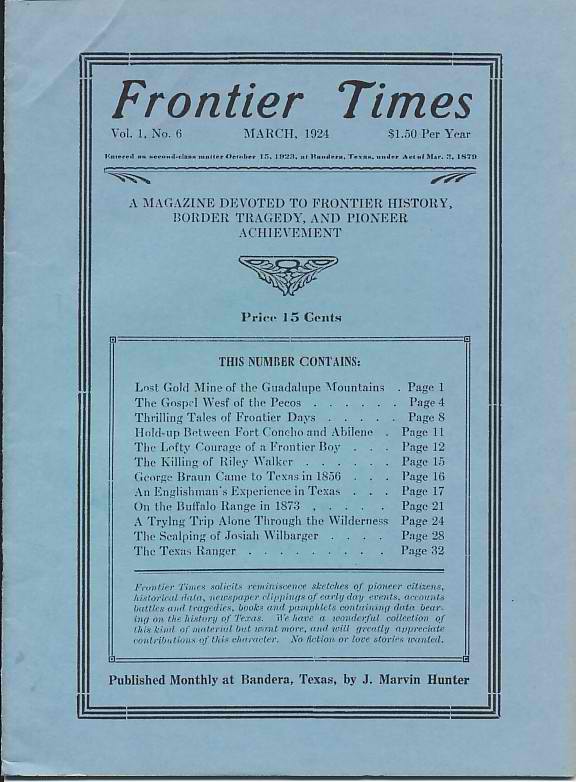 Frontier Times
Vol. 1, No. 6 MARCH, 1924 $1.50 Per Year
Entered as second-class matter October 15, 1923, at Bandera, Texas, under Act of Mar. 3, 1879
A MAGAZINE DEVOTED TO FRONTIER HISTORY,
BORDER TRAGEDY, AND PIONEER
ACHIEVEMENT
Price 15 Cents
THIS NUMBER CONTAINS:
Lost Gold Mine of the Guadalupe Mountains . Page 1
The Gospel Wesf of the Pecos . . . . . . Page 4
Thrilling Tales of Frontier Days . . . . . Page 8
Hold-up Between Fort Concho and Abilene . Page 11
The Lofty Courage of a Frontier Boy . . . Page 12
The Killing of Riley Walker . . . . . . Page 15
George Braun Came to Texas in 1856 . . . Page 16
An Englishman's Experience in Texas . . . Page 17
On the Buffalo Range in 1873 . . . . . Page 21
A Trylng Trip Alone Through the Wilderness Page 24
The Scalping of Josiah Wilbarger . . . . Page 28
The Texas Ranger . . . . . . . . . Page 32
Frontier Times solicits reminiscence sketches of pioneer citizens,
historical data, newspaper clippings of early day events, accounts
battles and tragedies, books and pamphlets containing data bear-
ing on the history of Texas. We have a wonderful collection of
this kind of material but want more, and will greatly appreciate
contributions of this character. No fiction or love stories wanted.
Published Monthly at Bandera, Texas, by J. Marvin Hunter